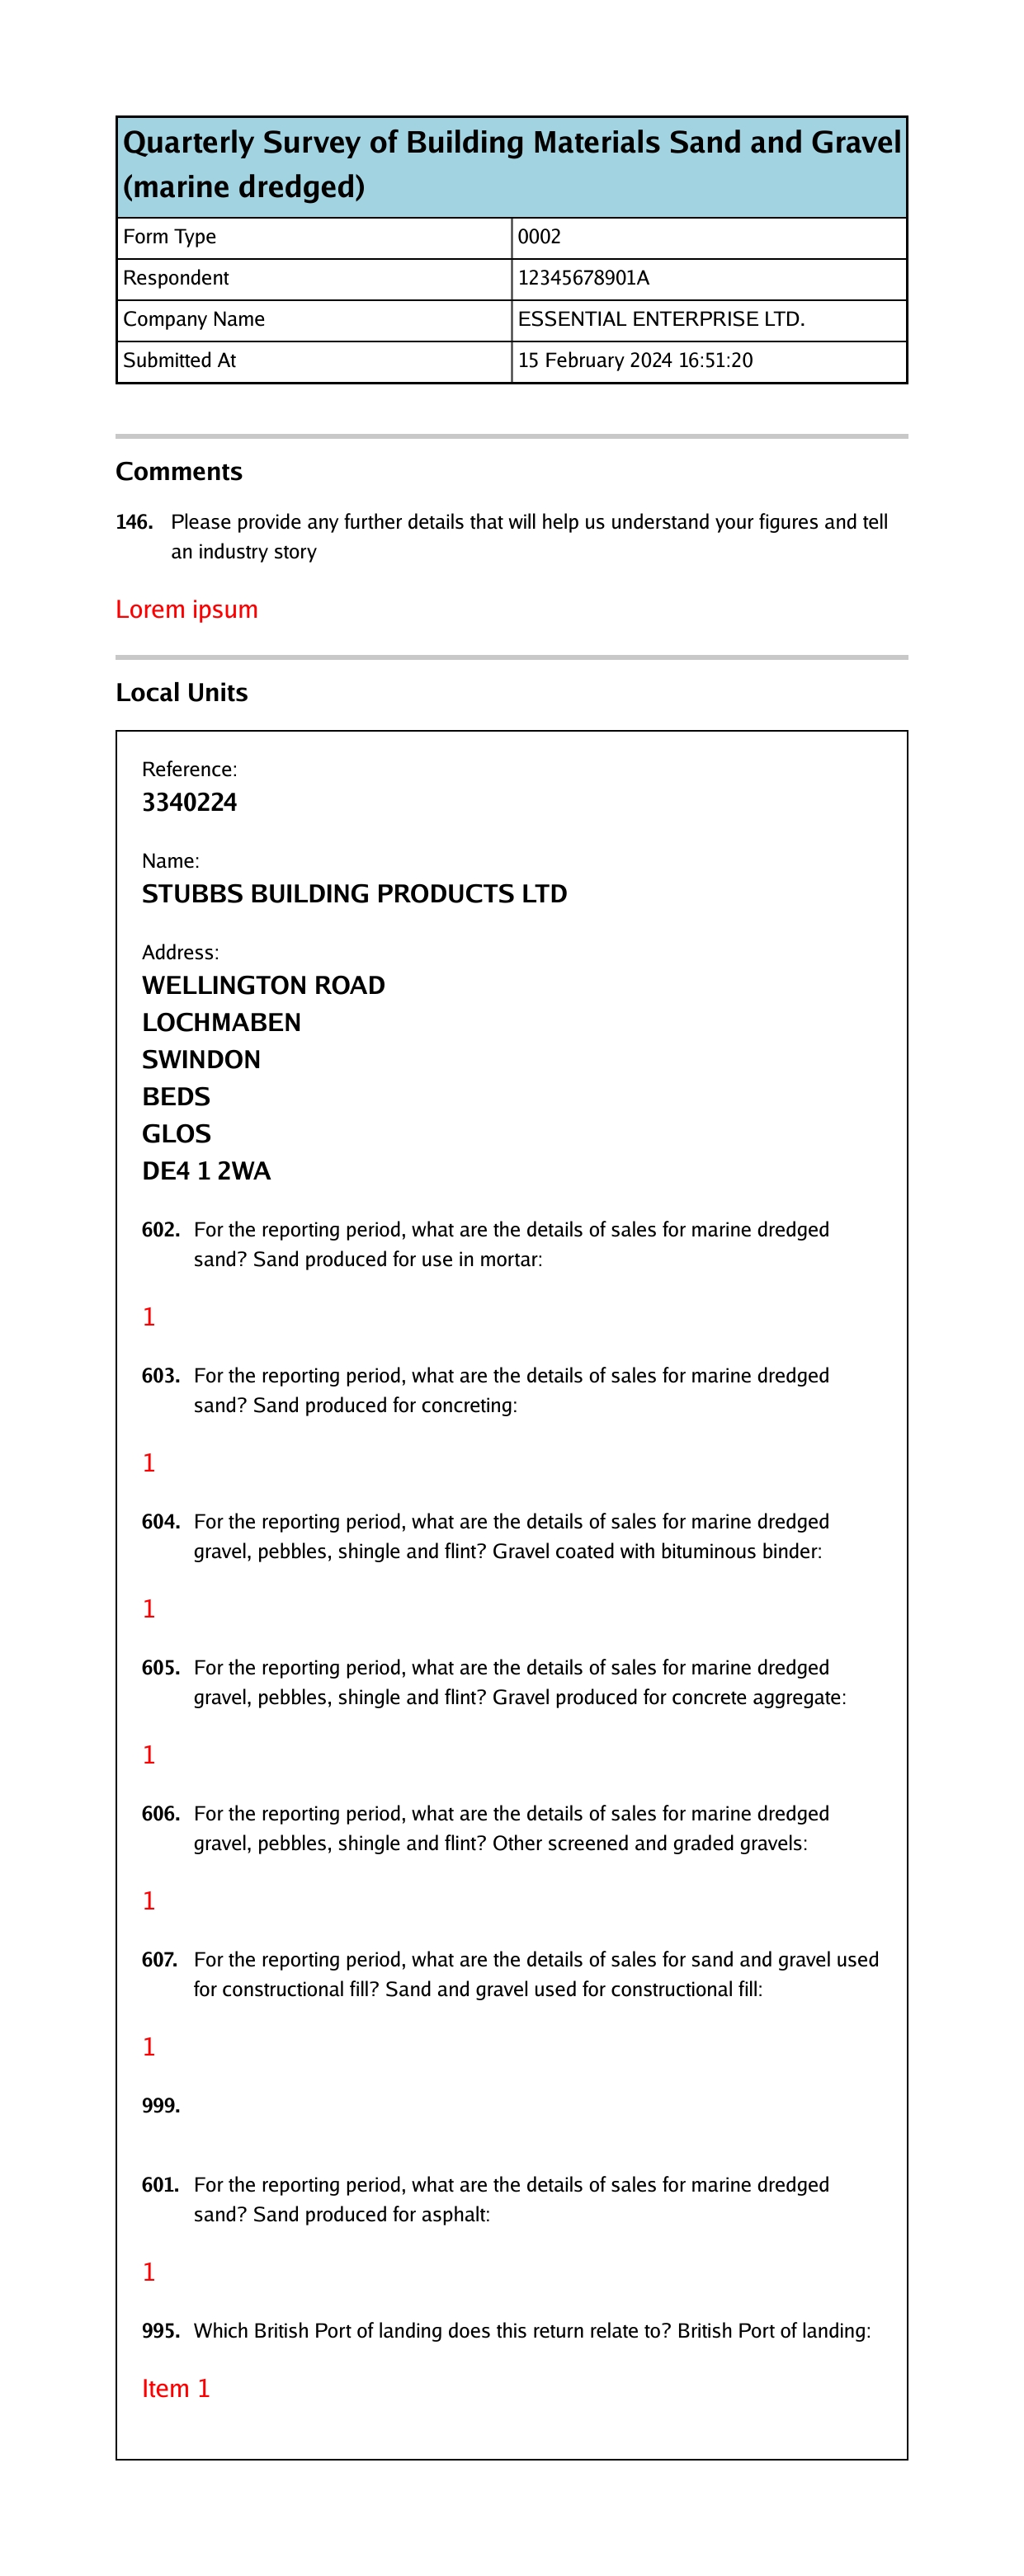 Quarterly Survey of Building Materials Sand and Gravel
(marine dredged)
Form Type 0002
Respondent 12345678901A
Company Name ESSENTIAL ENTERPRISE LTD.
Submitted At 15 February 2024 16:51:20
Comments
146. Please provide any further details that will help us understand your figures and tell
an industry story
Lorem ipsum
Local Units
Reference:
3340224
Name:
STUBBS BUILDING PRODUCTS LTD
Address:
WELLINGTON ROAD
LOCHMABEN
SWINDON
BEDS
GLOS
DE4 1 2WA
602. For the reporting period, what are the details of sales for marine dredged
sand? Sand produced for use in mortar:
1
603. For the reporting period, what are the details of sales for marine dredged
sand? Sand produced for concreting:
1
604. For the reporting period, what are the details of sales for marine dredged
gravel, pebbles, shingle and flint? Gravel coated with bituminous binder:
1
605. For the reporting period, what are the details of sales for marine dredged
gravel, pebbles, shingle and flint? Gravel produced for concrete aggregate:
1
606. For the reporting period, what are the details of sales for marine dredged
gravel, pebbles, shingle and flint? Other screened and graded gravels:
1
607. For the reporting period, what are the details of sales for sand and gravel used
for constructional fill? Sand and gravel used for constructional fill:
1
999.
601. For the reporting period, what are the details of sales for marine dredged
sand? Sand produced for asphalt:
1
995. Which British Port of landing does this return relate to? British Port of landing:
Item 1